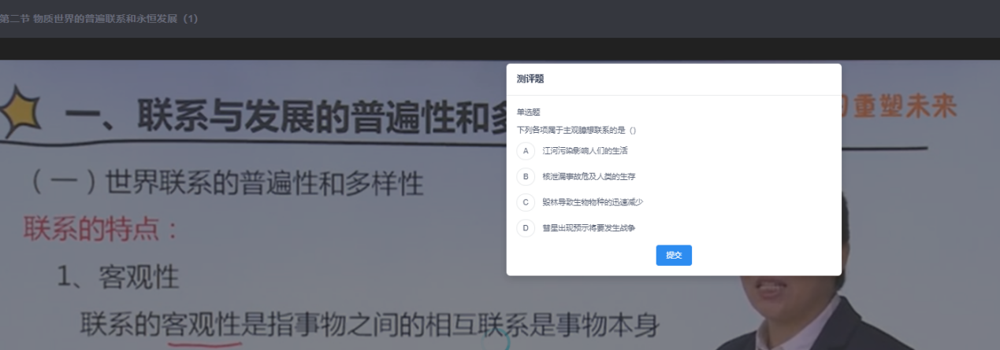 第二节 物质世界的普遍联系和永恒发展（1）
一、联系与发展的普遍性和多
重塑未来
（一）世界联系的普遍性和多样性
联系的特点：
1、客观性
联系的客观性是指事物之间的相互联系是事物本身
测评题
单选题
下列各项属于主观臆想联系的是（）
A 江河污染影响人们的生活
B 核泄漏事故危及人类的生存
C 毁林导致生物物种的迅速减少
D 彗星出现预示将要发生战争
提交